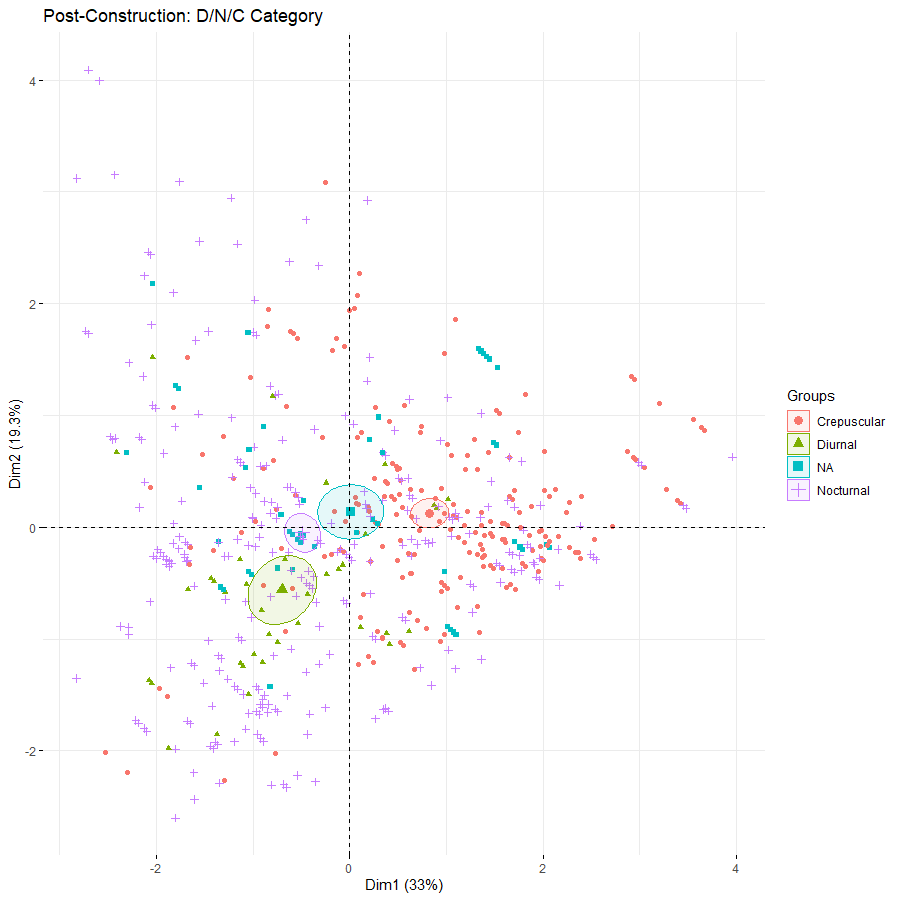 Post-Construction: D/N/C Category
4
2
0
-2
Dim2 (19.3%)
-2
0
2
4
Dim1 (33%)
Groups
Crepuscular
Diurnal
NA
Nocturnal